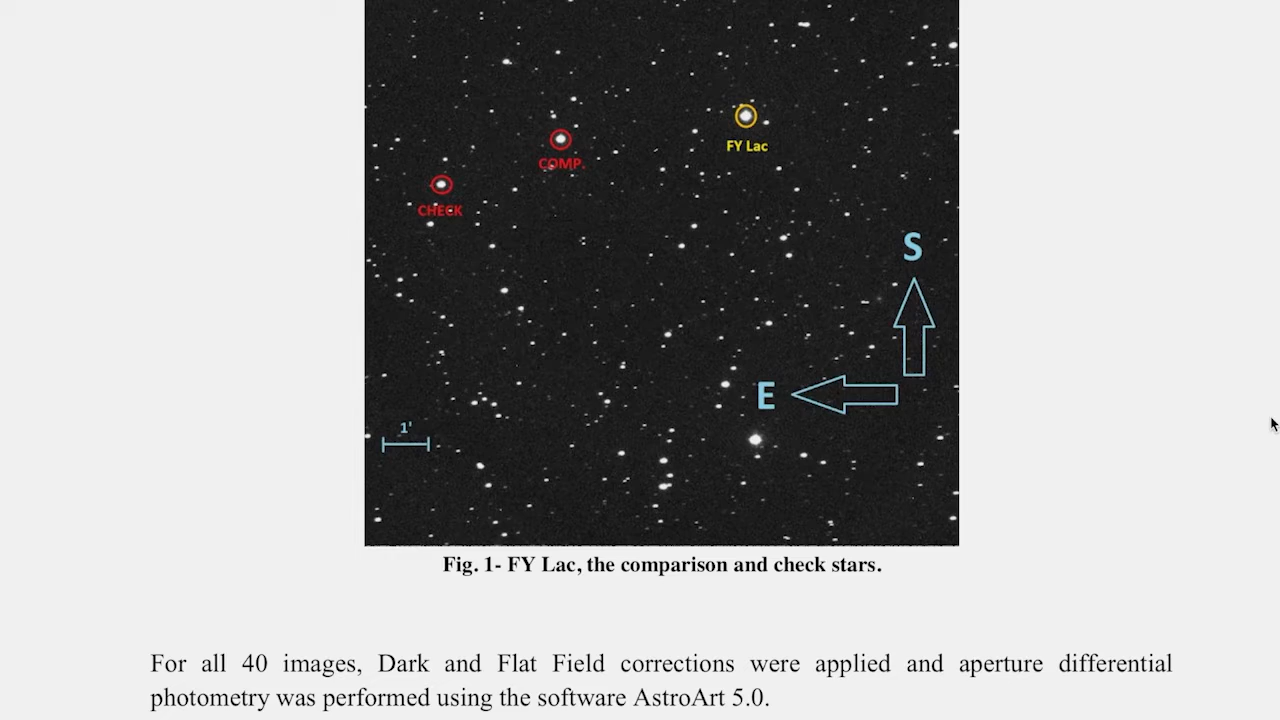 FY Lac
COMP.
CHECK
S
E
1'
Fig. 1- FY Lac, the comparison and check stars.
For all 40 images, Dark and Flat Field corrections were applied and aperture differential
photometry was performed using the software AstroArt 5.0.